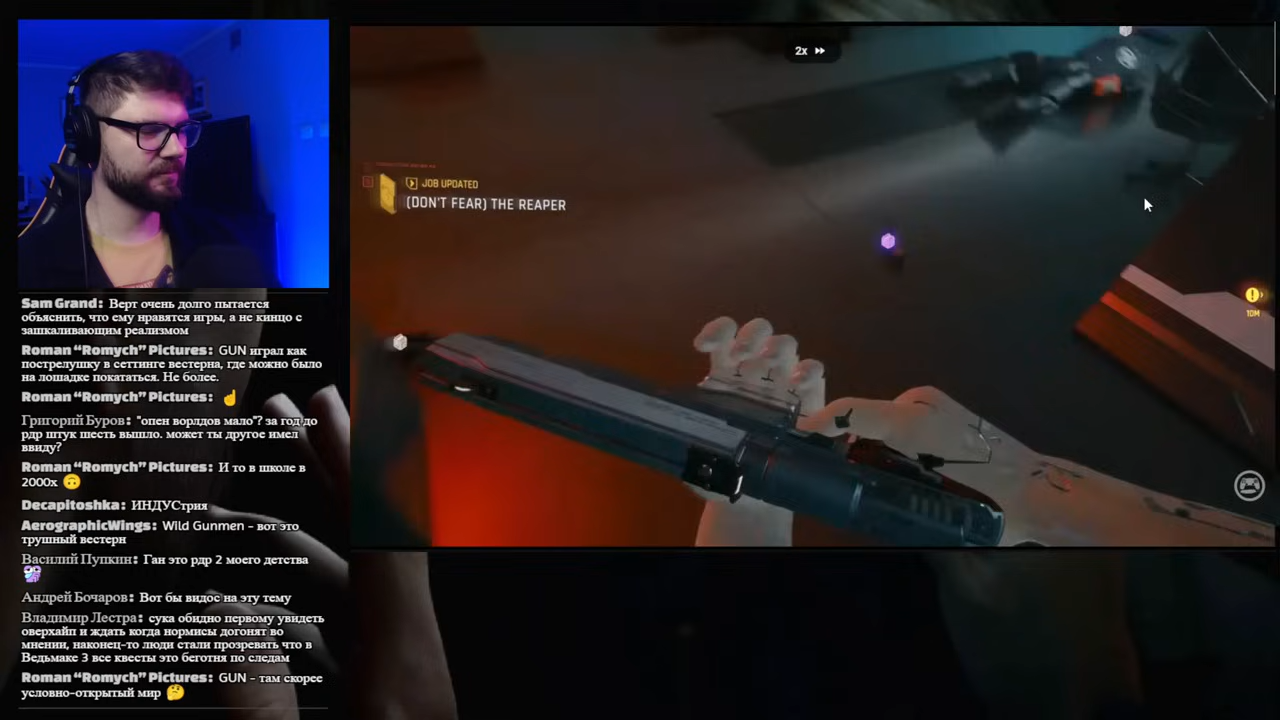 2x
JOB UPDATED
(DON'T FEAR) THE REAPER
10M
Sam Grand: Верт очень долго пытается
объяснить, что ему нравятся игры, а не кинцо с
зашкаливающим реализмом
Roman “Romych” Pictures: GUN играл как
пострелушку в сеттинге вестерна, где можно было
на лошадке покататься. Не более.
Roman “Romych” Pictures: ☝️
Григорий Буров: "опен ворлдов мало"? за год до
рдр штук шесть вышло. может ты другое имел
ввиду?
Roman “Romych” Pictures: И то в школе в
2000х 🙃
Decapitoshka: ИНДУСтрия
AerographicWings: Wild Gunmen - вот это
трушный вестерн
Василий Пупкин: Ган это рдр 2 моего детства
Андрей Бочаров: Вот бы видос на эту тему
Владимир Лестра: сука обидно первому увидеть
оверхайп и ждать когда нормисы догонят во
мнении, наконец-то люди стали прозревать что в
Ведьмаке 3 все квесты это беготня по следам
Roman “Romych” Pictures: GUN - там скорее
условно-открытый мир 🤔